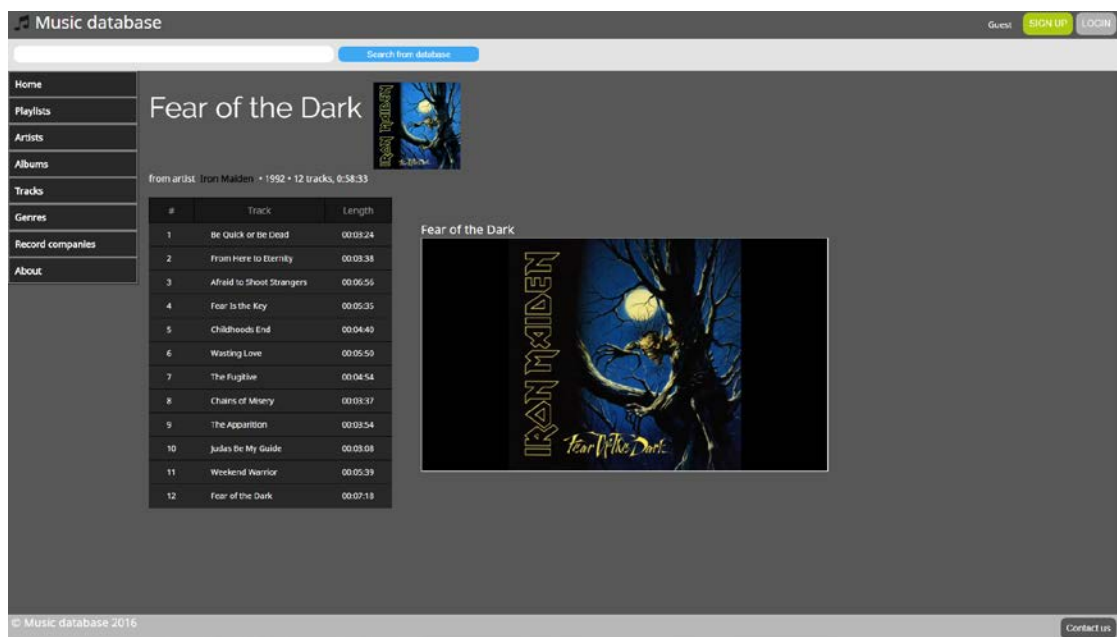 Music database
Guest SIGN UP LOGIN
Search from database
Home
Playlists
Artists
Albums
Tracks
Genres
Record companies
About
Fear of the Dark
IRON MAIDEN
from artist Iron Maiden • 1992 • 12 tracks, 0:58:33
# Track Length
1 Be Quick or Be Dead 00:03:24
2 From Here to Eternity 00:03:38
3 Afraid to Shoot Strangers 00:06:56
4 Fear Is the Key 00:05:35
5 Childhoods End 00:04:40
6 Wasting Love 00:05:50
7 The Fugitive 00:04:54
8 Chains of Misery 00:03:37
9 The Apparition 00:03:54
10 Judas Be My Guide 00:03:08
11 Weekend Warrior 00:05:39
12 Fear of the Dark 00:07:18
Fear of the Dark
IRON MAIDEN
Fear Of The Dark
© Music database 2016
Contact us